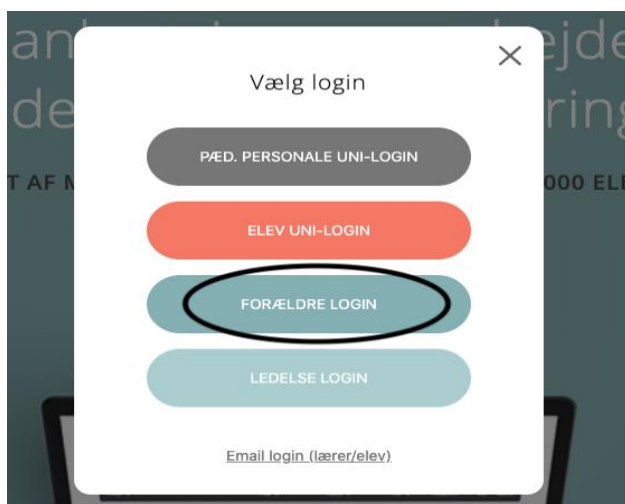 Vælg login
PÆD. PERSONALE UNI-LOGIN
ELEV UNI-LOGIN
FORÆLDRE LOGIN
LEDELSE LOGIN
Email login (lærer/elev)